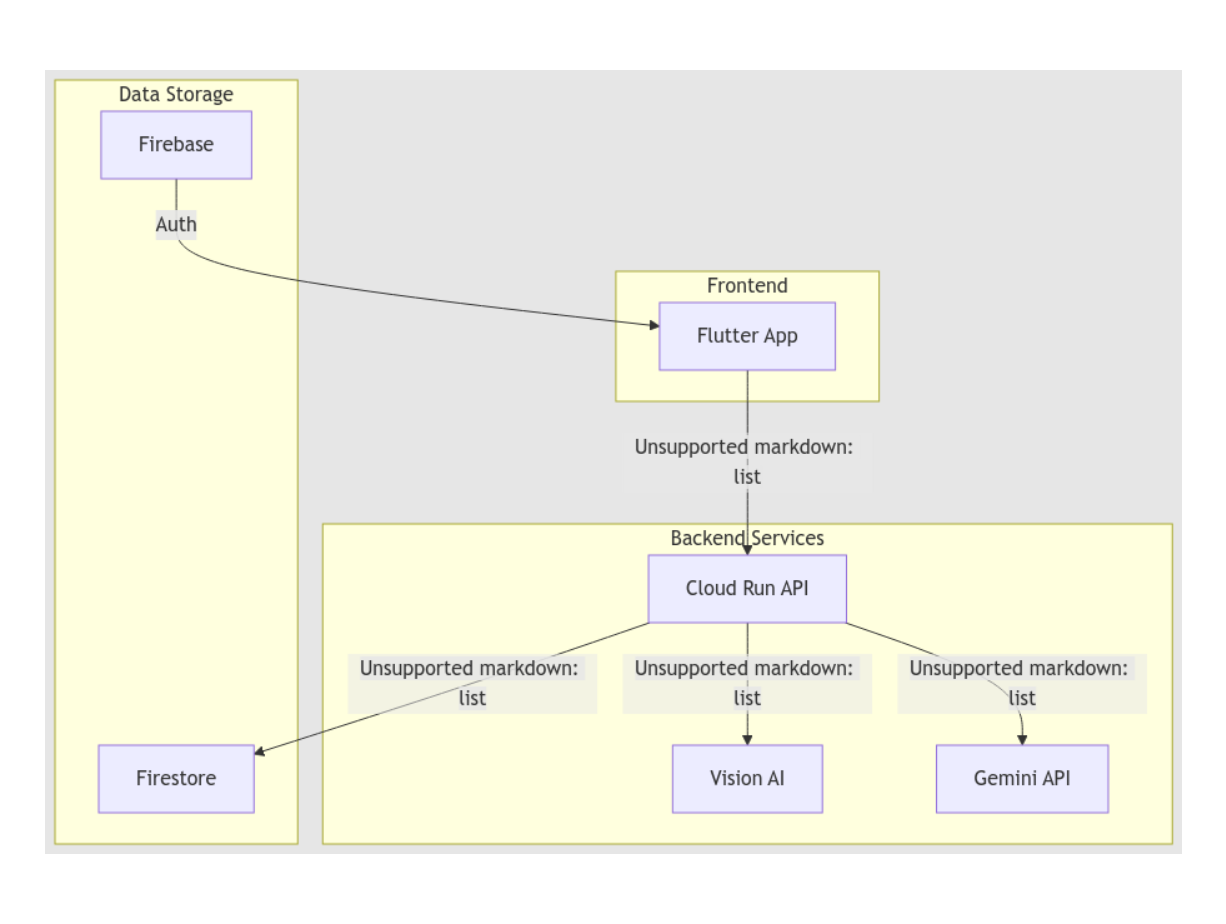 Data Storage
Firebase
Auth
Frontend
Flutter App
Unsupported markdown:
list
Backend Services
Cloud Run API
Unsupported markdown:
list
Unsupported markdown:
list
Unsupported markdown:
list
Firestore
Vision AI
Gemini API